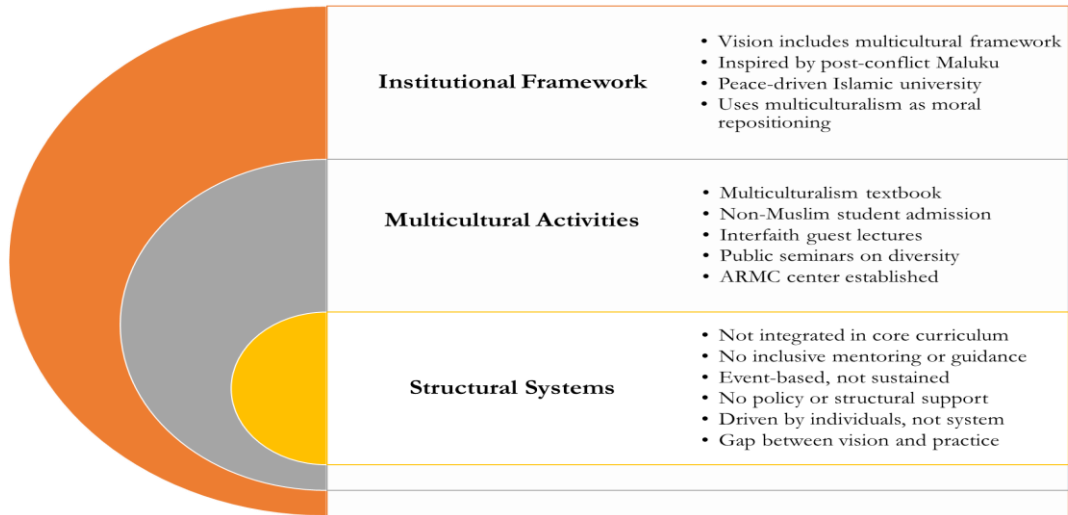 Institutional Framework
• Vision includes multicultural framework
• Inspired by post-conflict Maluku
• Peace-driven Islamic university
• Uses multiculturalism as moral
repositioning
Multicultural Activities
• Multiculturalism textbook
• Non-Muslim student admission
• Interfaith guest lectures
• Public seminars on diversity
• ARMC center established
Structural Systems
• Not integrated in core curriculum
• No inclusive mentoring or guidance
• Event-based, not sustained
• No policy or structural support
• Driven by individuals, not system
• Gap between vision and practice